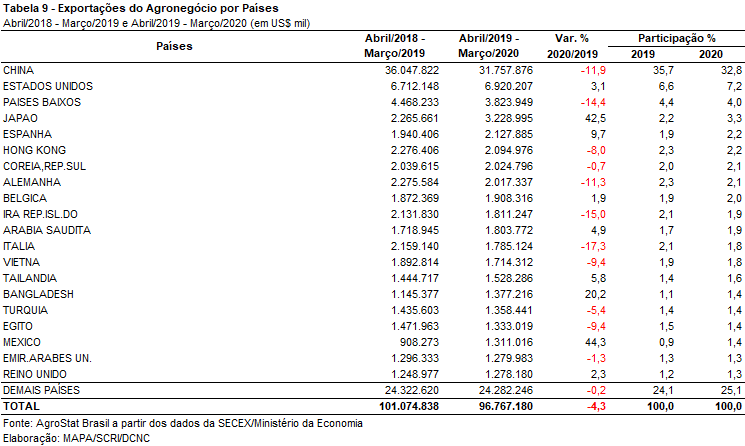 Tabela 9 - Exportações do Agronegócio por Países
Abril/2018 - Março/2019 e Abril/2019 - Março/2020 (em US$ mil)
Países Abril/2018 - Março/2019 Abril/2019 - Março/2020 Var. % 2020/2019 Participação % 2019 2020
CHINA 36.047.822 31.757.876 -11,9 35,7 32,8
ESTADOS UNIDOS 6.712.148 6.920.207 3,1 6,6 7,2
PAISES BAIXOS 4.468.233 3.823.949 -14,4 4,4 4,0
JAPAO 2.265.661 3.228.995 42,5 2,2 3,3
ESPANHA 1.940.406 2.127.885 9,7 1,9 2,2
HONG KONG 2.276.406 2.094.976 -8,0 2,3 2,2
COREIA,REP.SUL 2.039.615 2.024.796 -0,7 2,0 2,1
ALEMANHA 2.275.584 2.017.337 -11,3 2,3 2,1
BELGICA 1.872.369 1.908.316 1,9 1,9 2,0
IRA REP.ISL.DO 2.131.830 1.811.247 -15,0 2,1 1,9
ARABIA SAUDITA 1.718.945 1.803.772 4,9 1,7 1,9
ITALIA 2.159.140 1.785.124 -17,3 2,1 1,8
VIETNA 1.892.814 1.714.312 -9,4 1,9 1,8
TAILANDIA 1.444.717 1.528.286 5,8 1,4 1,6
BANGLADESH 1.145.377 1.377.216 20,2 1,1 1,4
TURQUIA 1.435.603 1.358.441 -5,4 1,4 1,4
EGITO 1.471.963 1.333.019 -9,4 1,5 1,4
MEXICO 908.273 1.311.016 44,3 0,9 1,4
EMIR.ARABES UN. 1.296.333 1.279.983 -1,3 1,3 1,3
REINO UNIDO 1.248.977 1.278.180 2,3 1,2 1,3
DEMAIS PAÍSES 24.322.620 24.282.246 -0,2 24,1 25,1
TOTAL 101.074.838 96.767.180 -4,3 100,0 100,0
Fonte: AgroStat Brasil a partir dos dados da SECEX/Ministério da Economia
Elaboração: MAPA/SCRI/DCNC